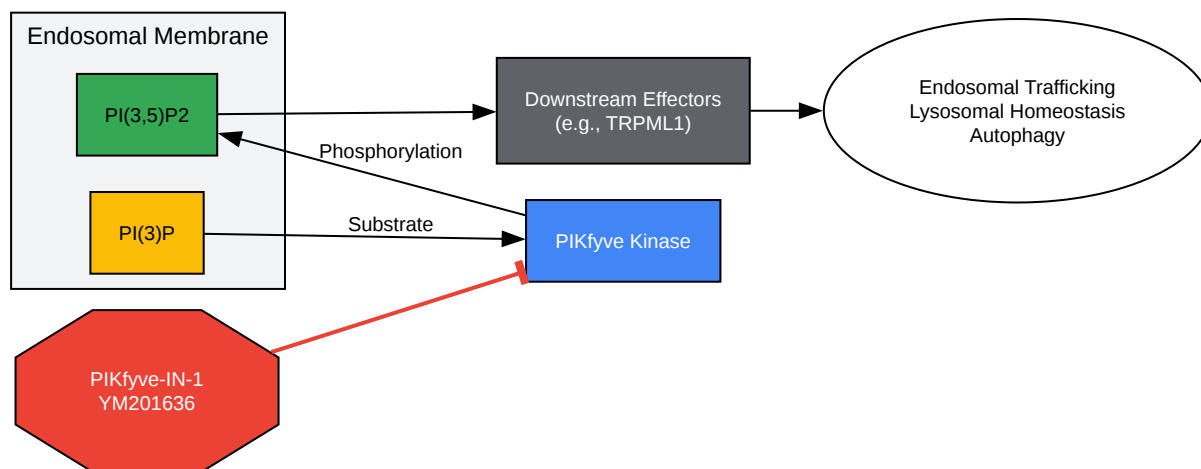 Endosomal Membrane
PI(3,5)P2
Downstream Effectors
(e.g., TRPML1)
Endosomal Trafficking
Lysosomal Homeostasis
Autophagy
Phosphorylation
PI(3)P
Substrate
PIKfyve Kinase
PIKfyve-IN-1
YM201636